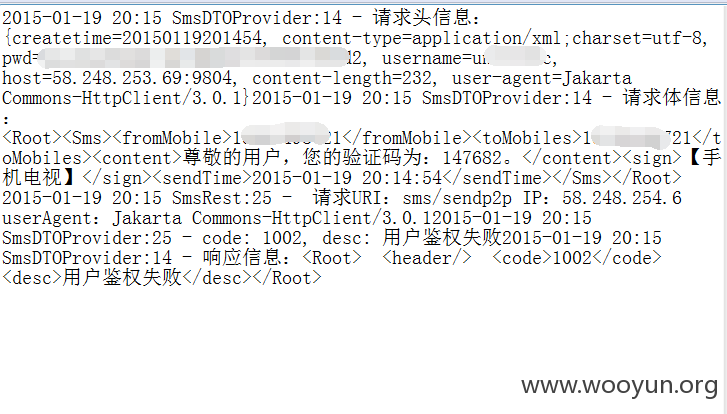 2015-01-19 20:15 SmsDTOProvider:14 - 请求头信息:
{createtime=20150119201454, content-type=application/xml;charset=utf-8,
pwd= d2, username=un c,
host=58.248.253.69:9804, content-length=232, user-agent=Jakarta
Commons-HttpClient/3.0.1}2015-01-19 20:15 SmsDTOProvider:14 - 请求体信息
:
<Root><Sms><fromMobile>1 21</fromMobile><toMobiles>1 721</t
oMobiles><content>尊敬的用户, 您的验证码为: 147682。</content><sign>【手
机电视】</sign><sendTime>2015-01-19 20:14:54</sendTime></Sms></Root>
2015-01-19 20:15 SmsRest:25 - 请求URI: sms/sendp2p IP: 58.248.254.6
userAgent: Jakarta Commons-HttpClient/3.0.12015-01-19 20:15
SmsDTOProvider:25 - code: 1002, desc: 用户鉴权失败2015-01-19 20:15
SmsDTOProvider:14 - 响应信息: <Root> <header/> <code>1002</code>
<desc>用户鉴权失败</desc></Root>
www.wooyun.org